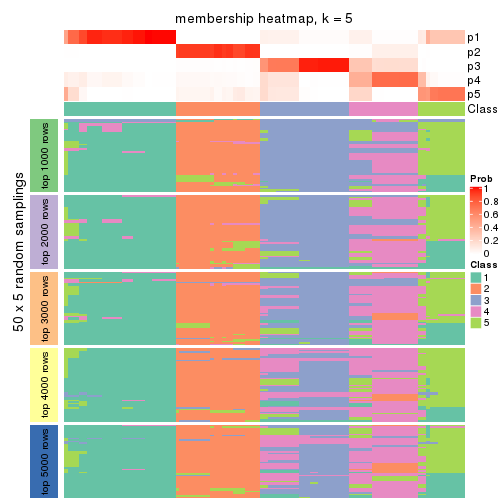 membership heatmap, k = 5
p1
p2
p3
p4
p5
Class
50 x 5 random samplings
top 1000 rows
top 2000 rows
top 3000 rows
top 4000 rows
top 5000 rows
Prob
1
0.8
0.6
0.4
0.2
0
Class
1
2
3
4
5